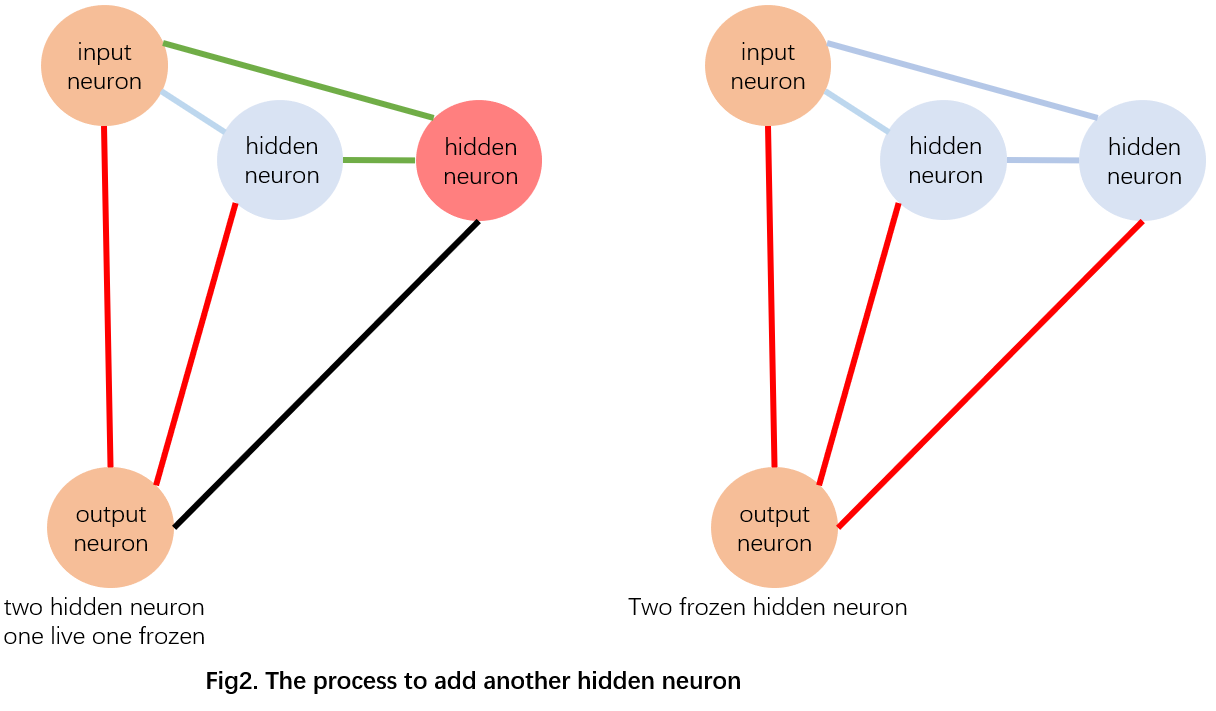 input
neuron
hidden
neuron
hidden
neuron
output
neuron
two hidden neuron
one live one frozen
input
neuron
hidden
neuron
hidden
neuron
output
neuron
Two frozen hidden neuron
Fig2. The process to add another hidden neuron